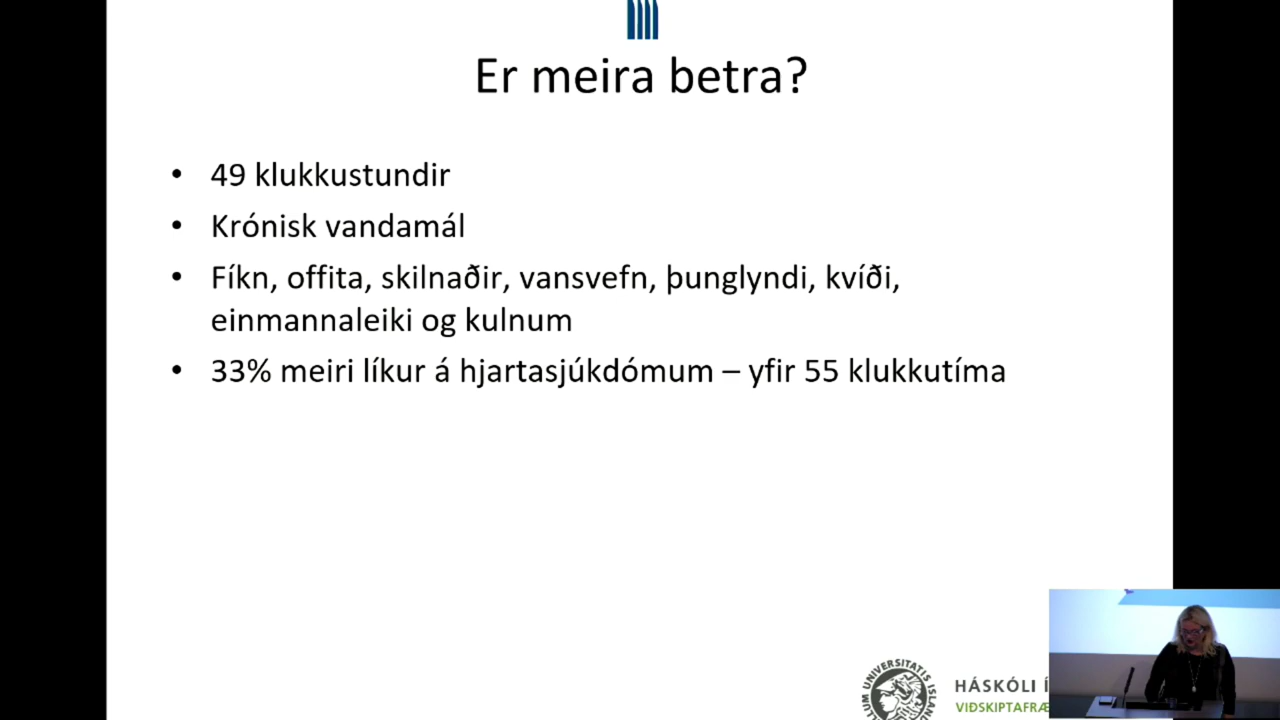 Er meira betra?
• 49 klukkustundir
• Krónisk vandamál
• Fíkn, offita, skilnaðir, vansvefn, þunglyndi, kvíði,
einmannaleiki og kulnum
• 33% meiri líkur á hjartasjúkdómum – yfir 55 klukkutíma
HÁSKÓLI Í